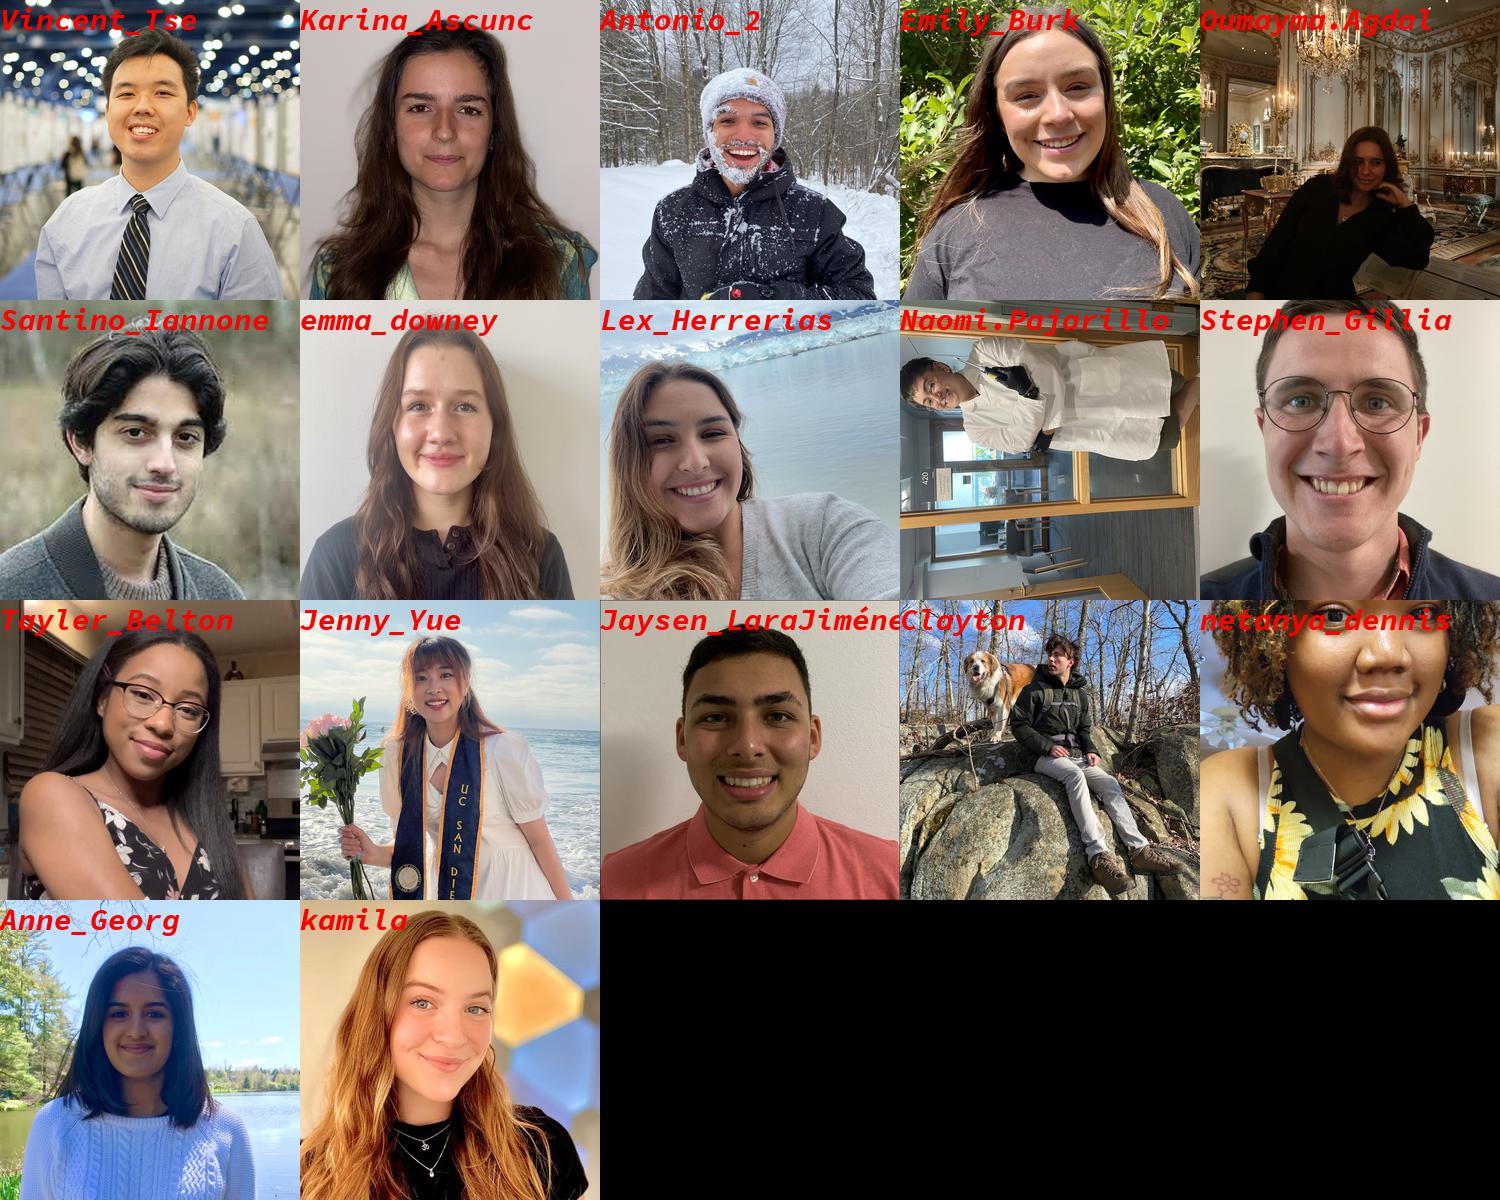 Vincent_Tse
Karina_Ascunc
Antonio_2
Emily_Burk
Oumayma.Agdal
Santino_Iannone
emma_downey
Lex_Herrerias
Naomi.Pajarillo
Stephen_Gillia
420
Tayler_Belton
Jenny_Yue
Jaysen_LaraJiméne
Clayton
netanya_dennis
UC SAN DIE
Anne_Georg
kamila